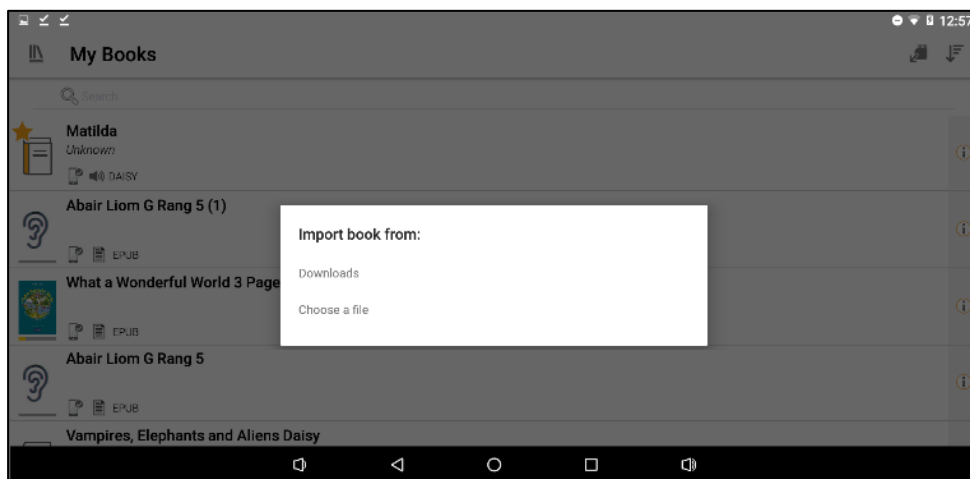 12:57
My Books
Search
Matilda
Unknown
DAISY
Abair Liom G Rang 5 (1)
EPUB
Import book from:
Downloads
Choose a file
What a Wonderful World 3 Page
EPUB
Abair Liom G Rang 5
EPUB
Vampires, Elephants and Aliens Daisy